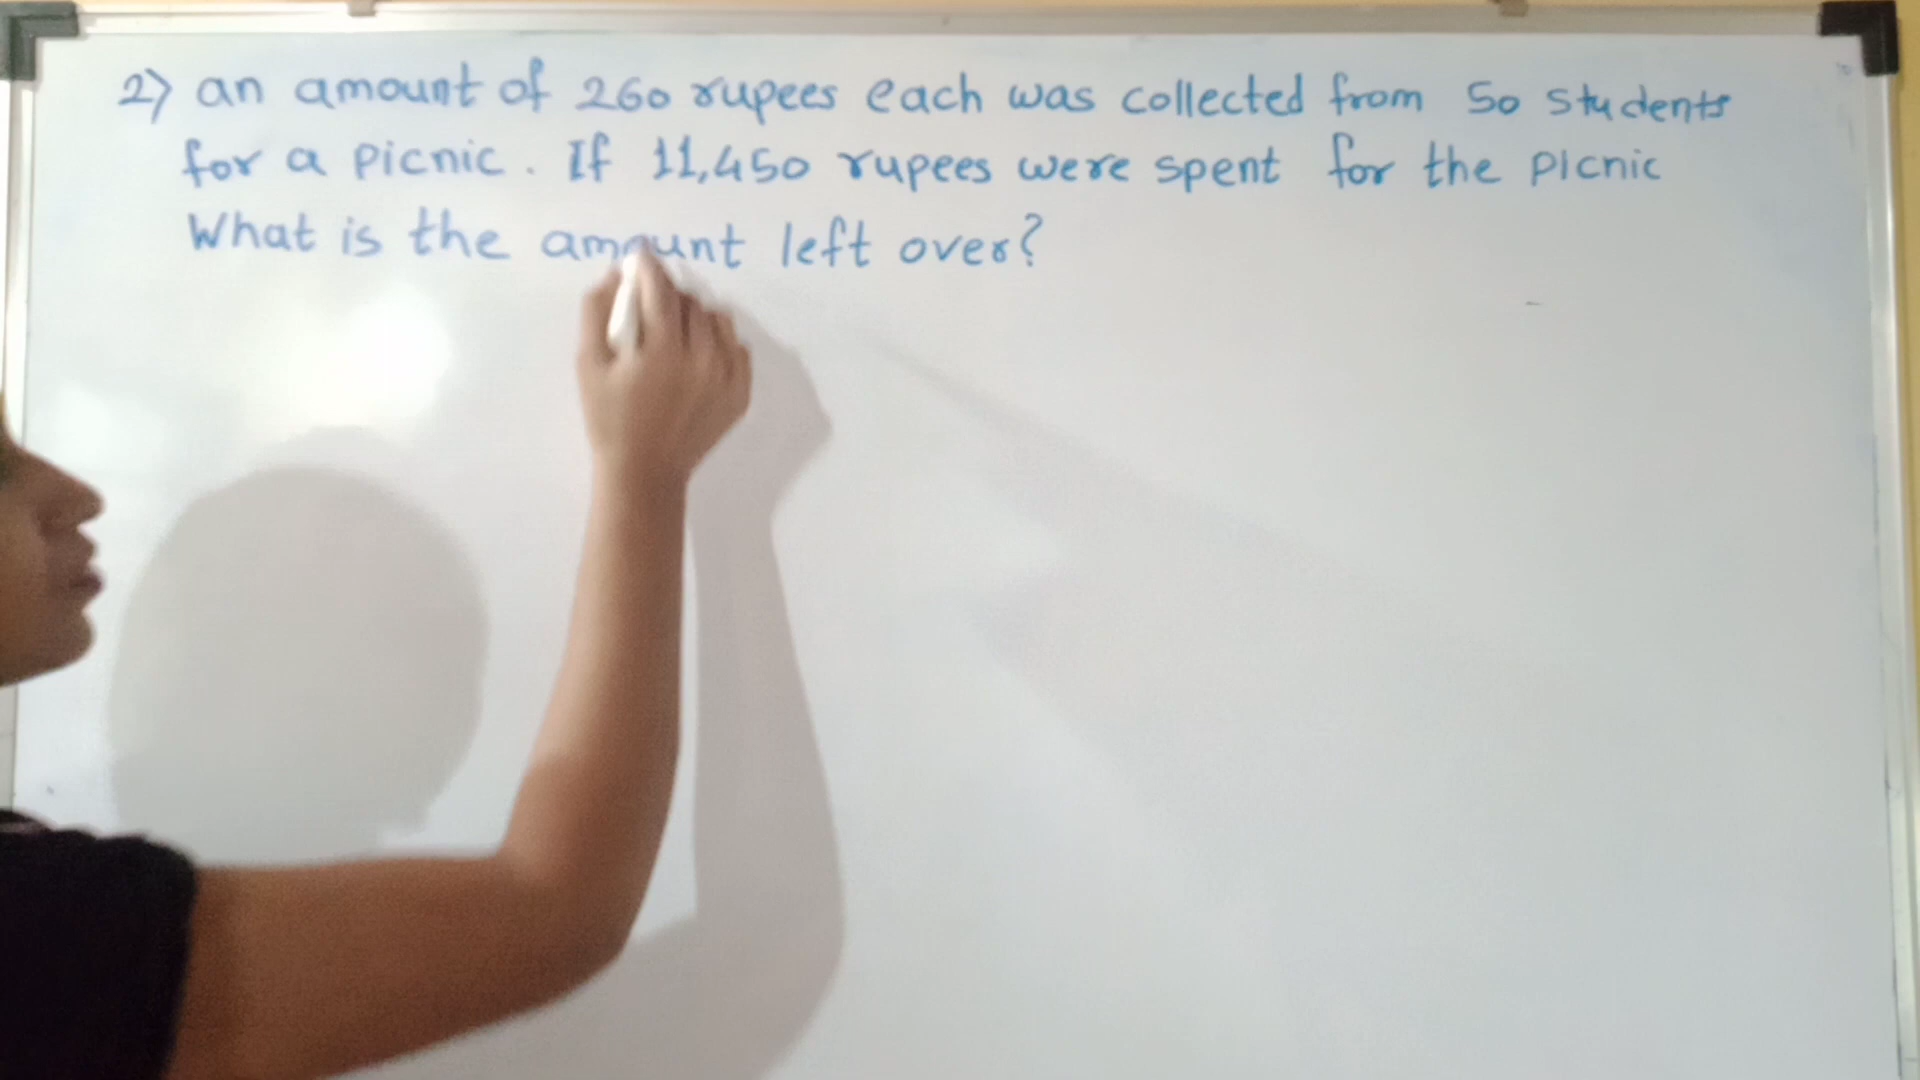 2) an amount of 260 rupees each was collected from 50 students
for a picnic. If 11,450 rupees were spent for the picnic
What is the amount left over?